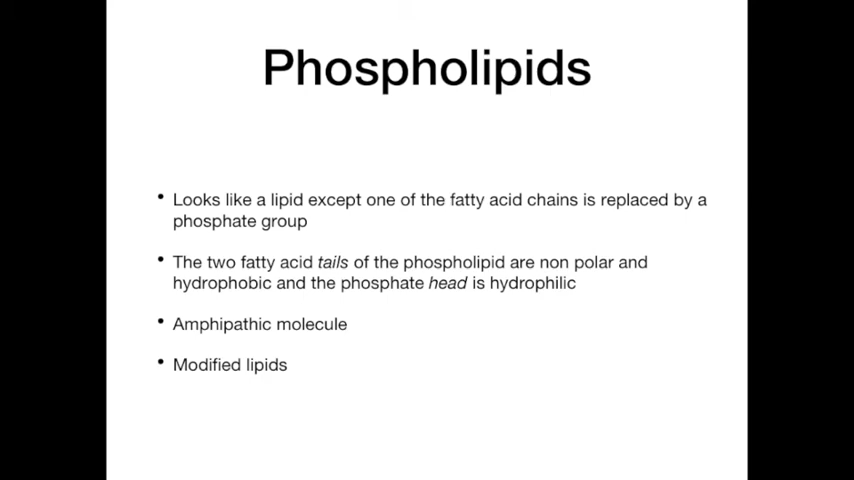 Phospholipids
• Looks like a lipid except one of the fatty acid chains is replaced by a
phosphate group
• The two fatty acid tails of the phospholipid are non polar and
hydrophobic and the phosphate head is hydrophilic
• Amphipathic molecule
• Modified lipids